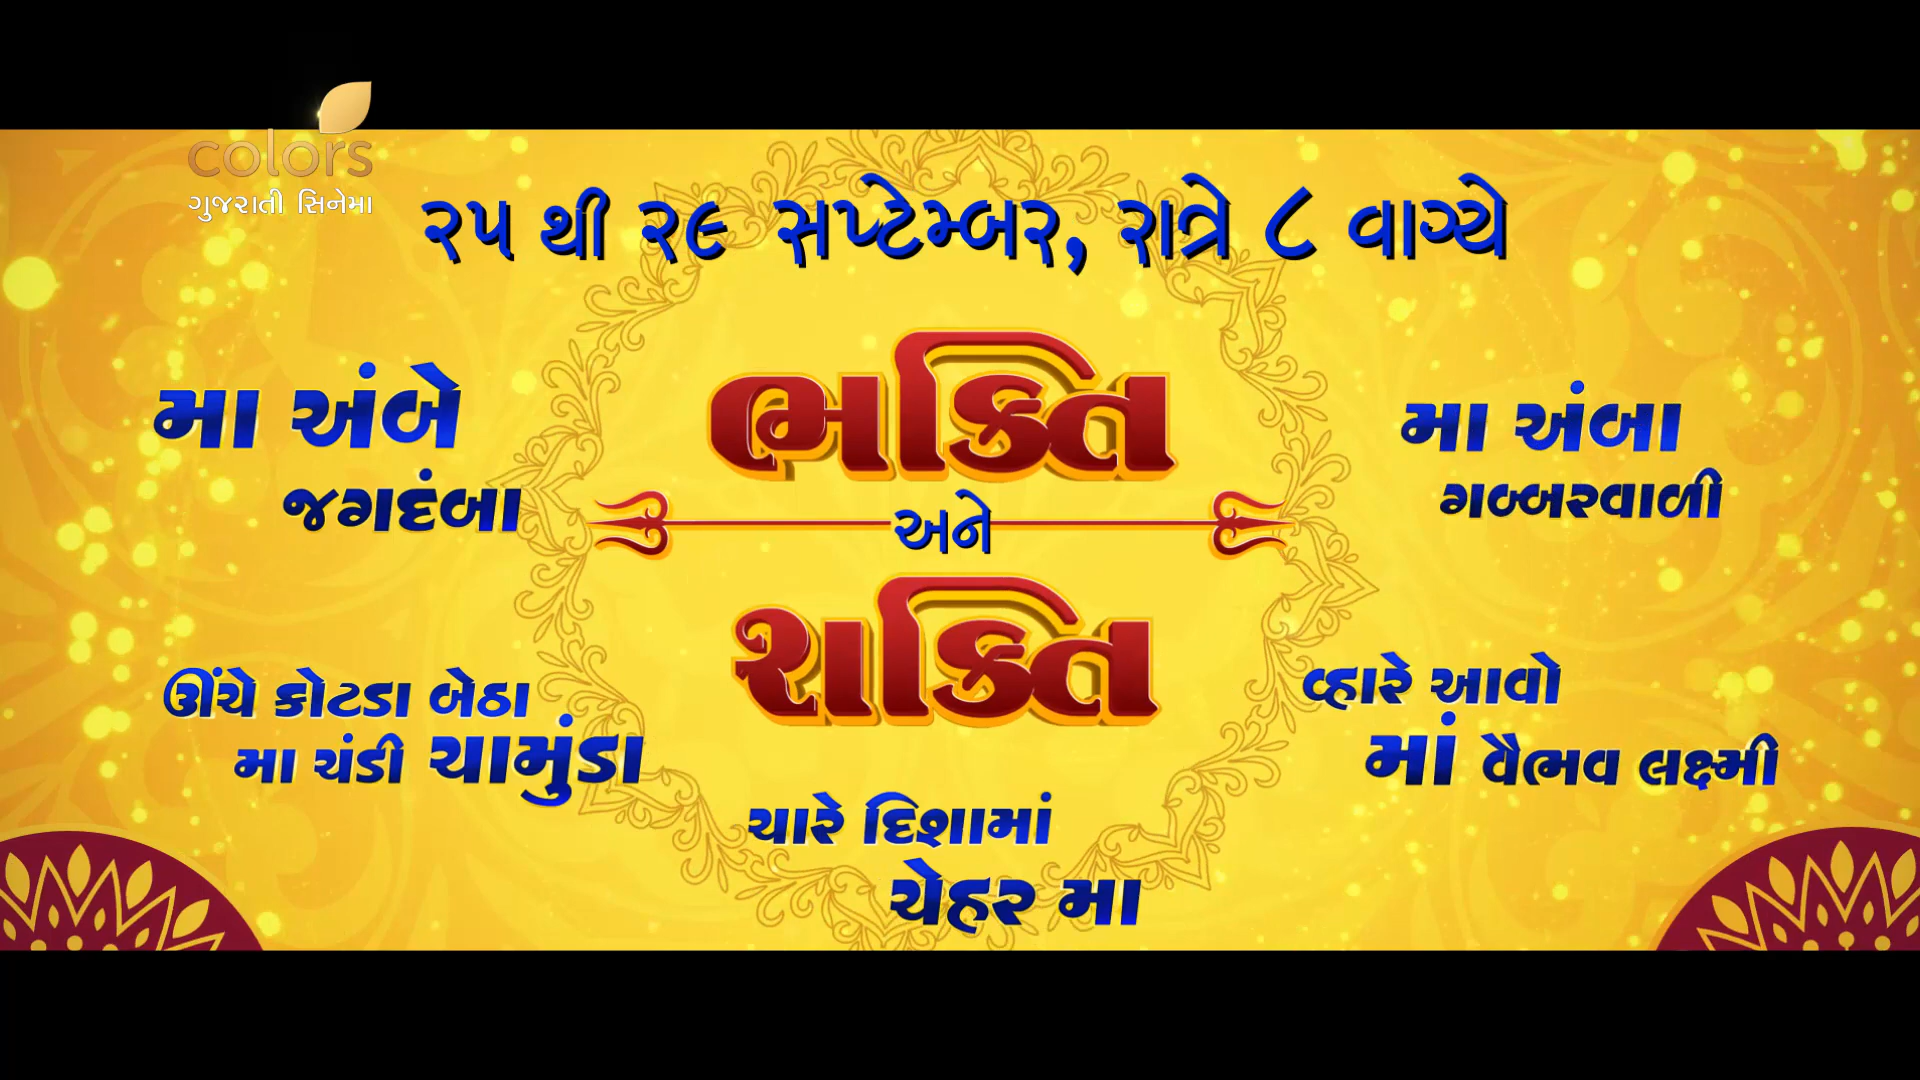 colors
ગુજરાતી સિનેમા
૨૫ થી ૨૯ સપ્ટેમ્બર, રાત્રે ૮ વાગ્યે
ભક્તિ
અને
શક્તિ
મા અંબે
જગદંબા
મા અંબા
ગબ્બરવાળી
ઊંચે કોટડા બેઠા
મા ચંડી ચામુંડા
વ્હારે આવો
માં વૈભવ લક્ષ્મી
ચારે દિશામાં
ચેહર મા